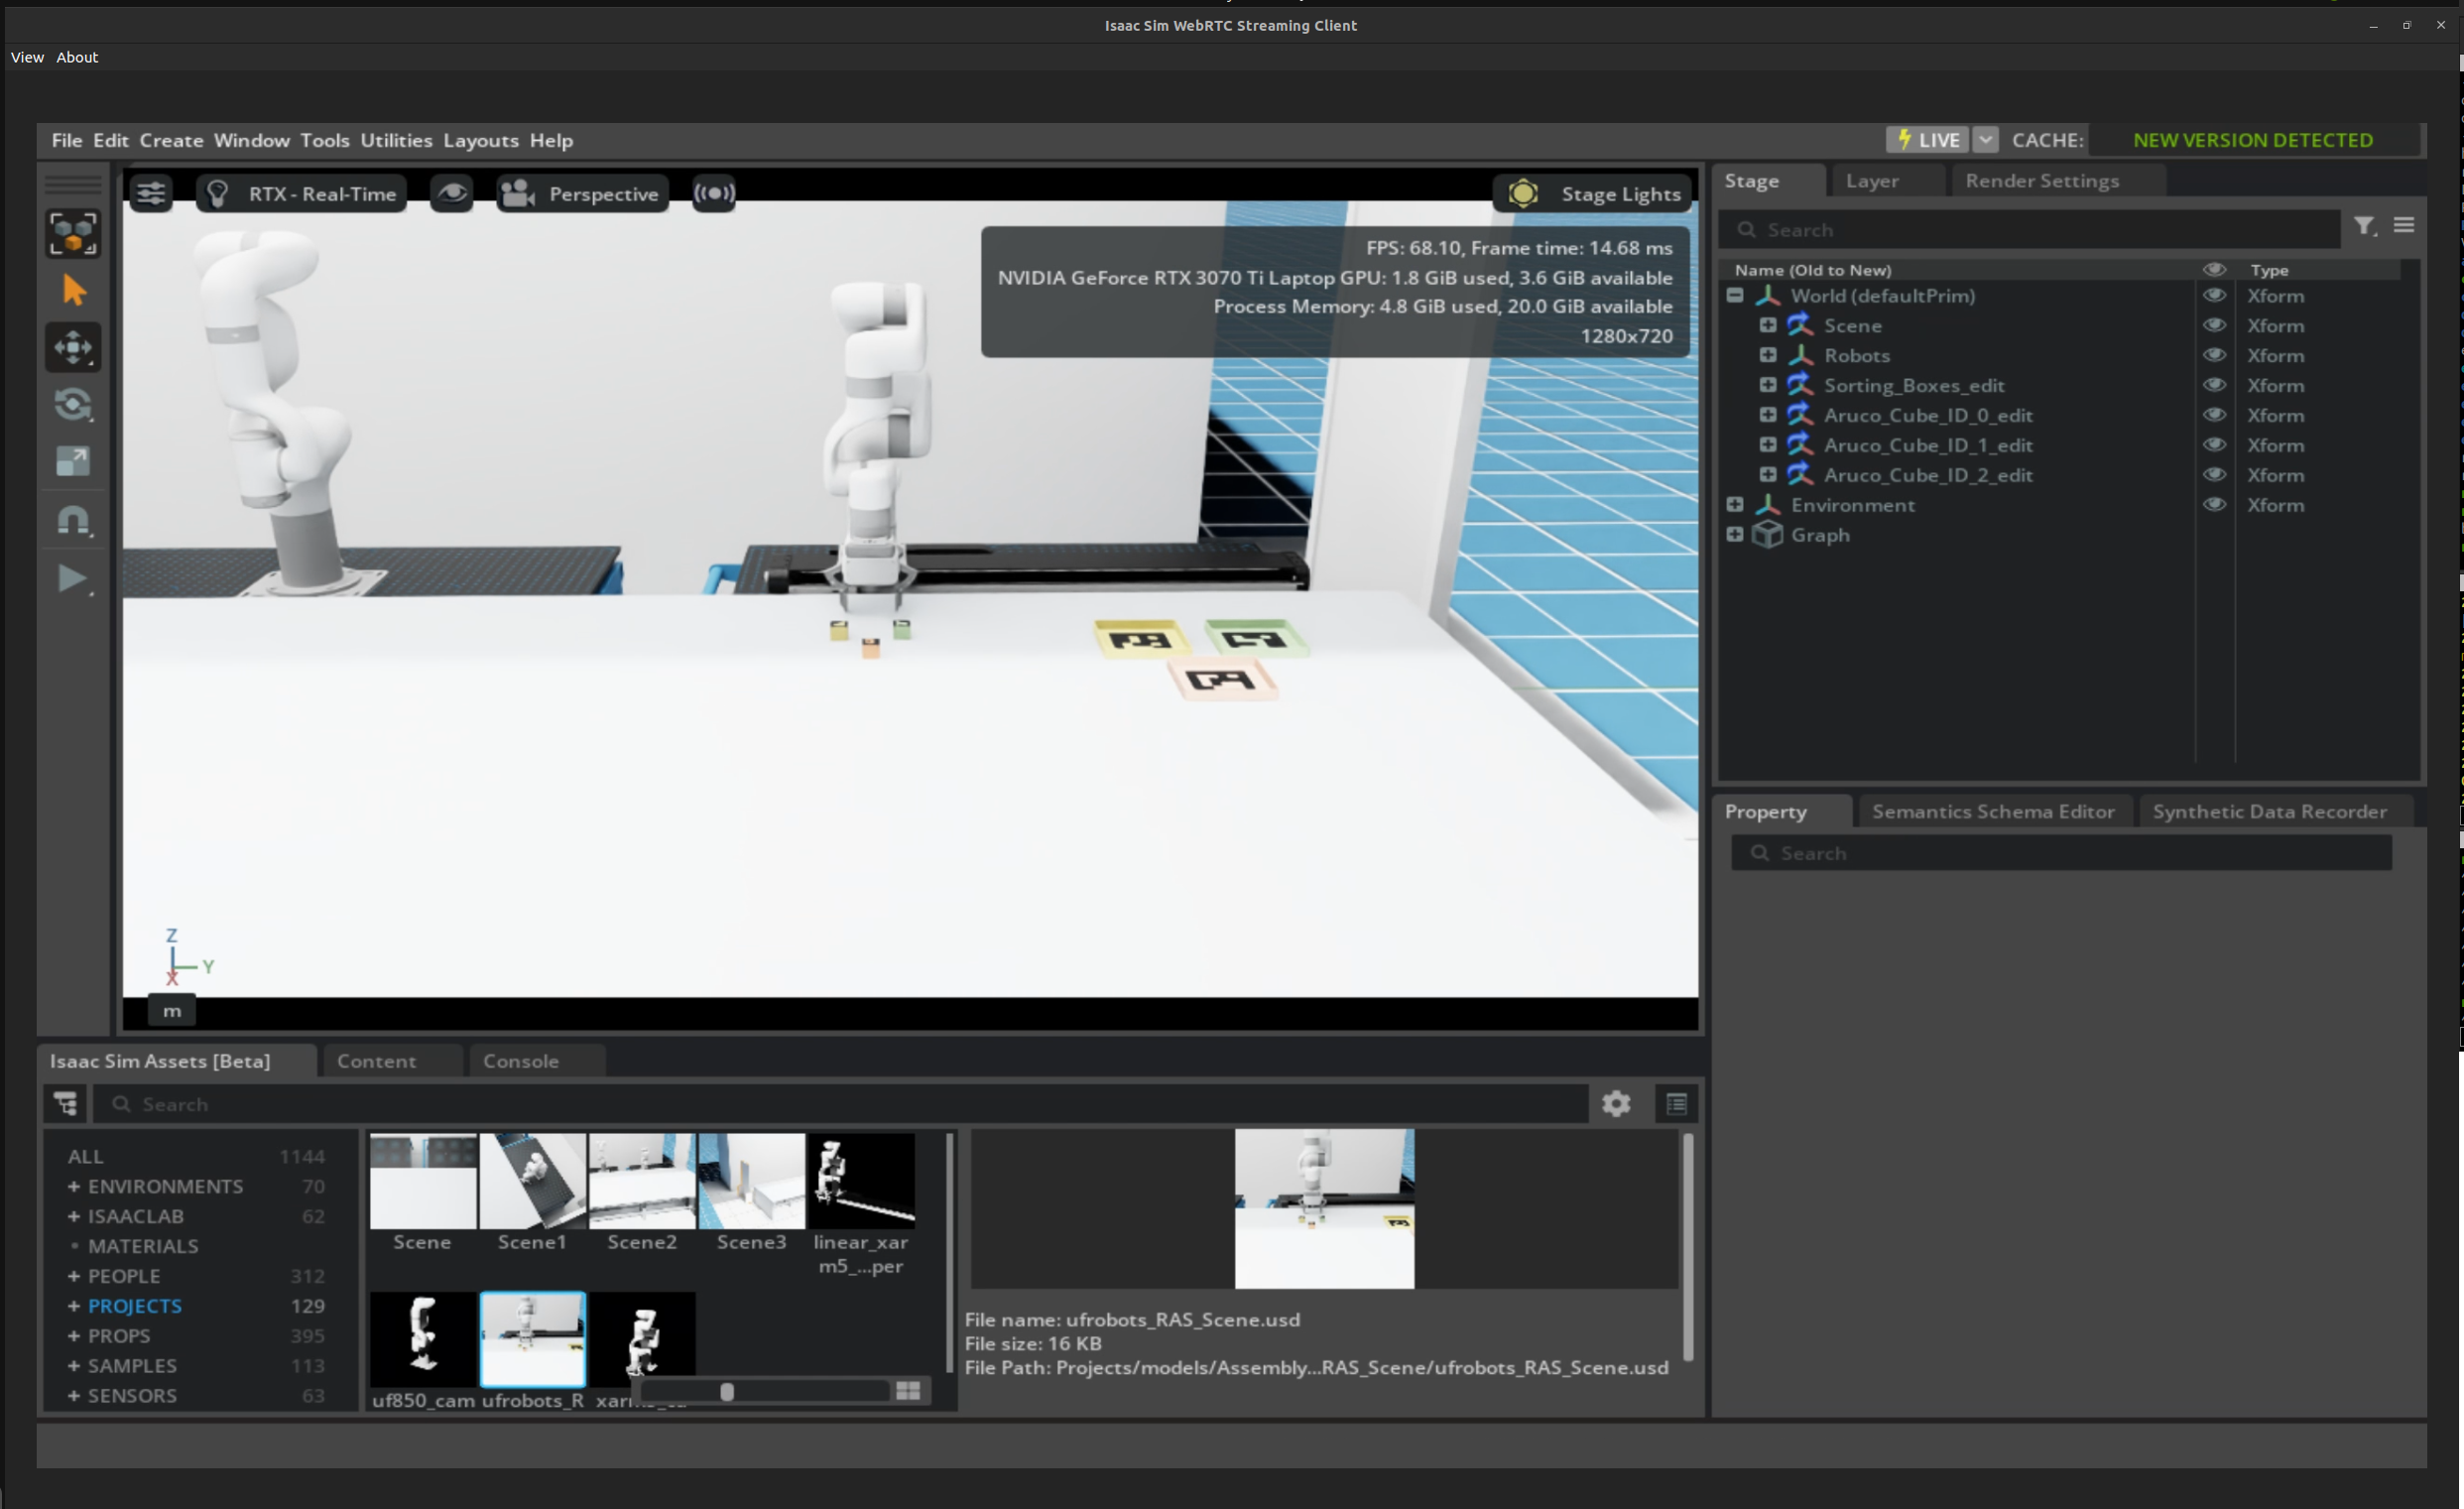 Isaac Sim WebRTC Streaming Client
View About
File Edit Create Window Tools Utilities Layouts Help
LIVE CACHE: NEW VERSION DETECTED
RTX - Real-Time Perspective Stage Lights
FPS: 68.10, Frame time: 14.68 ms
NVIDIA GeForce RTX 3070 Ti Laptop GPU: 1.8 GiB used, 3.6 GiB available
Process Memory: 4.8 GiB used, 20.0 GiB available
1280x720
Z
Y
X
m
Stage Layer Render Settings
Search
Name (Old to New) Type
World (defaultPrim) Xform
Scene Xform
Robots Xform
Sorting_Boxes_edit Xform
Aruco_Cube_ID_0_edit Xform
Aruco_Cube_ID_1_edit Xform
Aruco_Cube_ID_2_edit Xform
Environment Xform
Graph
Property Semantics Schema Editor Synthetic Data Recorder
Search
Isaac Sim Assets [Beta] Content Console
Search
ALL 1144
+ ENVIRONMENTS 70
+ ISAACLAB 62
• MATERIALS
+ PEOPLE 312
+ PROJECTS 129
+ PROPS 395
+ SAMPLES 113
+ SENSORS 63
Scene Scene1 Scene2 Scene3 linear_xar
m5_...per
uf850_cam ufrobots_R
File name: ufrobots_RAS_Scene.usd
File size: 16 KB
File Path: Projects/models/Assembly...RAS_Scene/ufrobots_RAS_Scene.usd